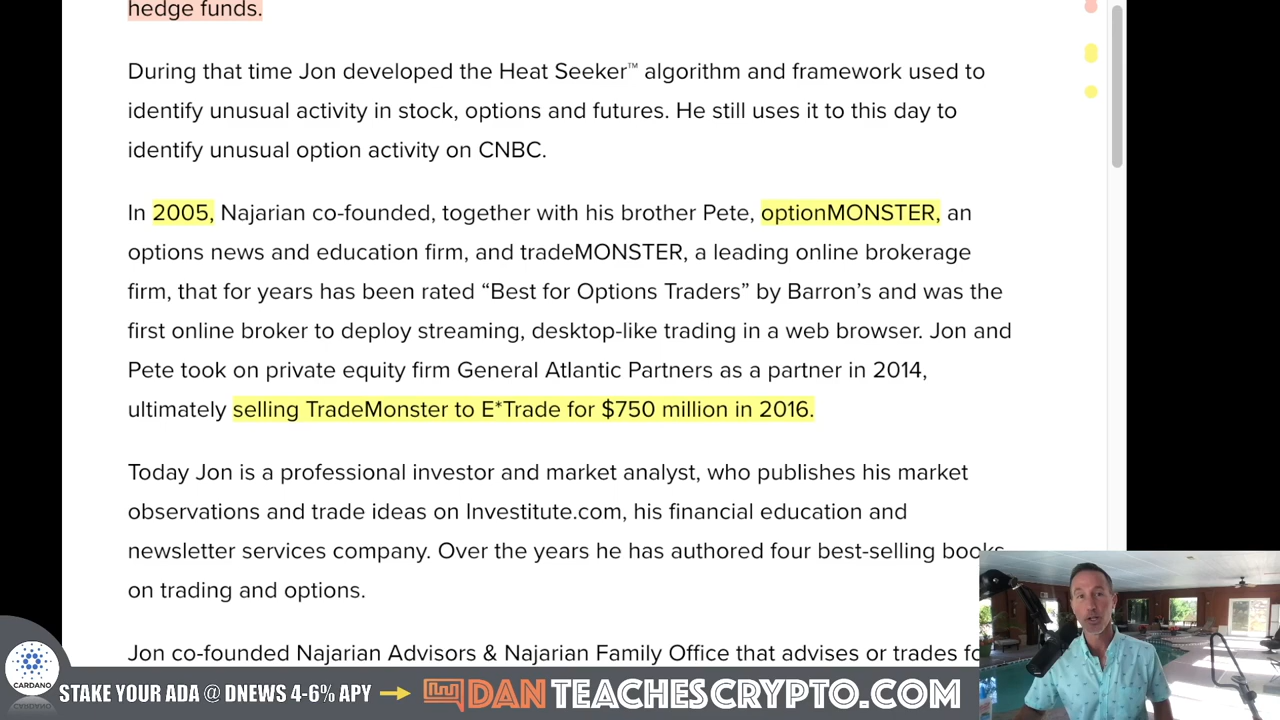 hedge funds.
During that time Jon developed the Heat Seeker™ algorithm and framework used to
identify unusual activity in stock, options and futures. He still uses it to this day to
identify unusual option activity on CNBC.
In 2005, Najarian co-founded, together with his brother Pete, optionMONSTER, an
options news and education firm, and tradeMONSTER, a leading online brokerage
firm, that for years has been rated “Best for Options Traders” by Barron’s and was the
first online broker to deploy streaming, desktop-like trading in a web browser. Jon and
Pete took on private equity firm General Atlantic Partners as a partner in 2014,
ultimately selling TradeMonster to E*Trade for $750 million in 2016.
Today Jon is a professional investor and market analyst, who publishes his market
observations and trade ideas on Investitute.com, his financial education and
newsletter services company. Over the years he has authored four best-selling books
on trading and options.
Jon co-founded Najarian Advisors & Najarian Family Office that advises or trades
CARDANO
STAKE YOUR ADA @ DNEWS 4-6% APY
DANTEACHESCRYPTO.COM